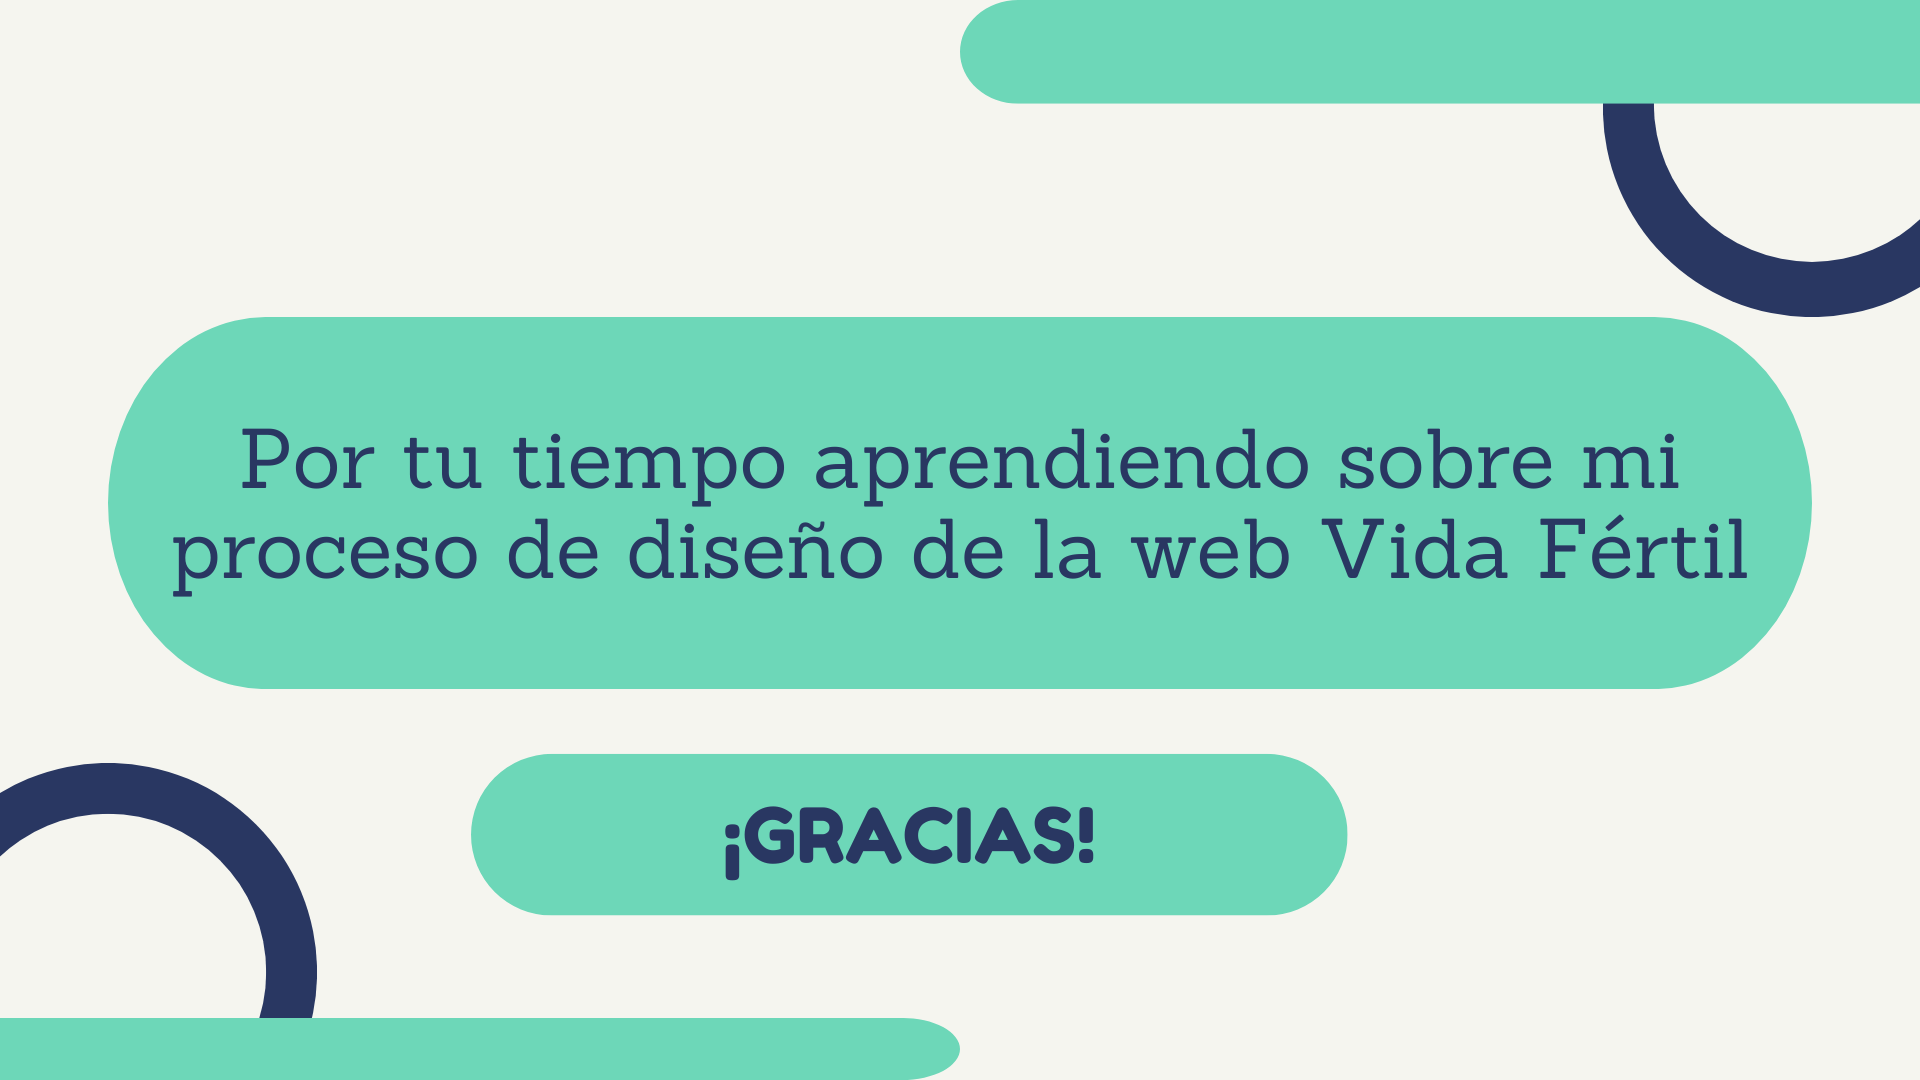 Por tu tiempo aprendiendo sobre mi
proceso de diseño de la web Vida Fértil
¡GRACIAS!